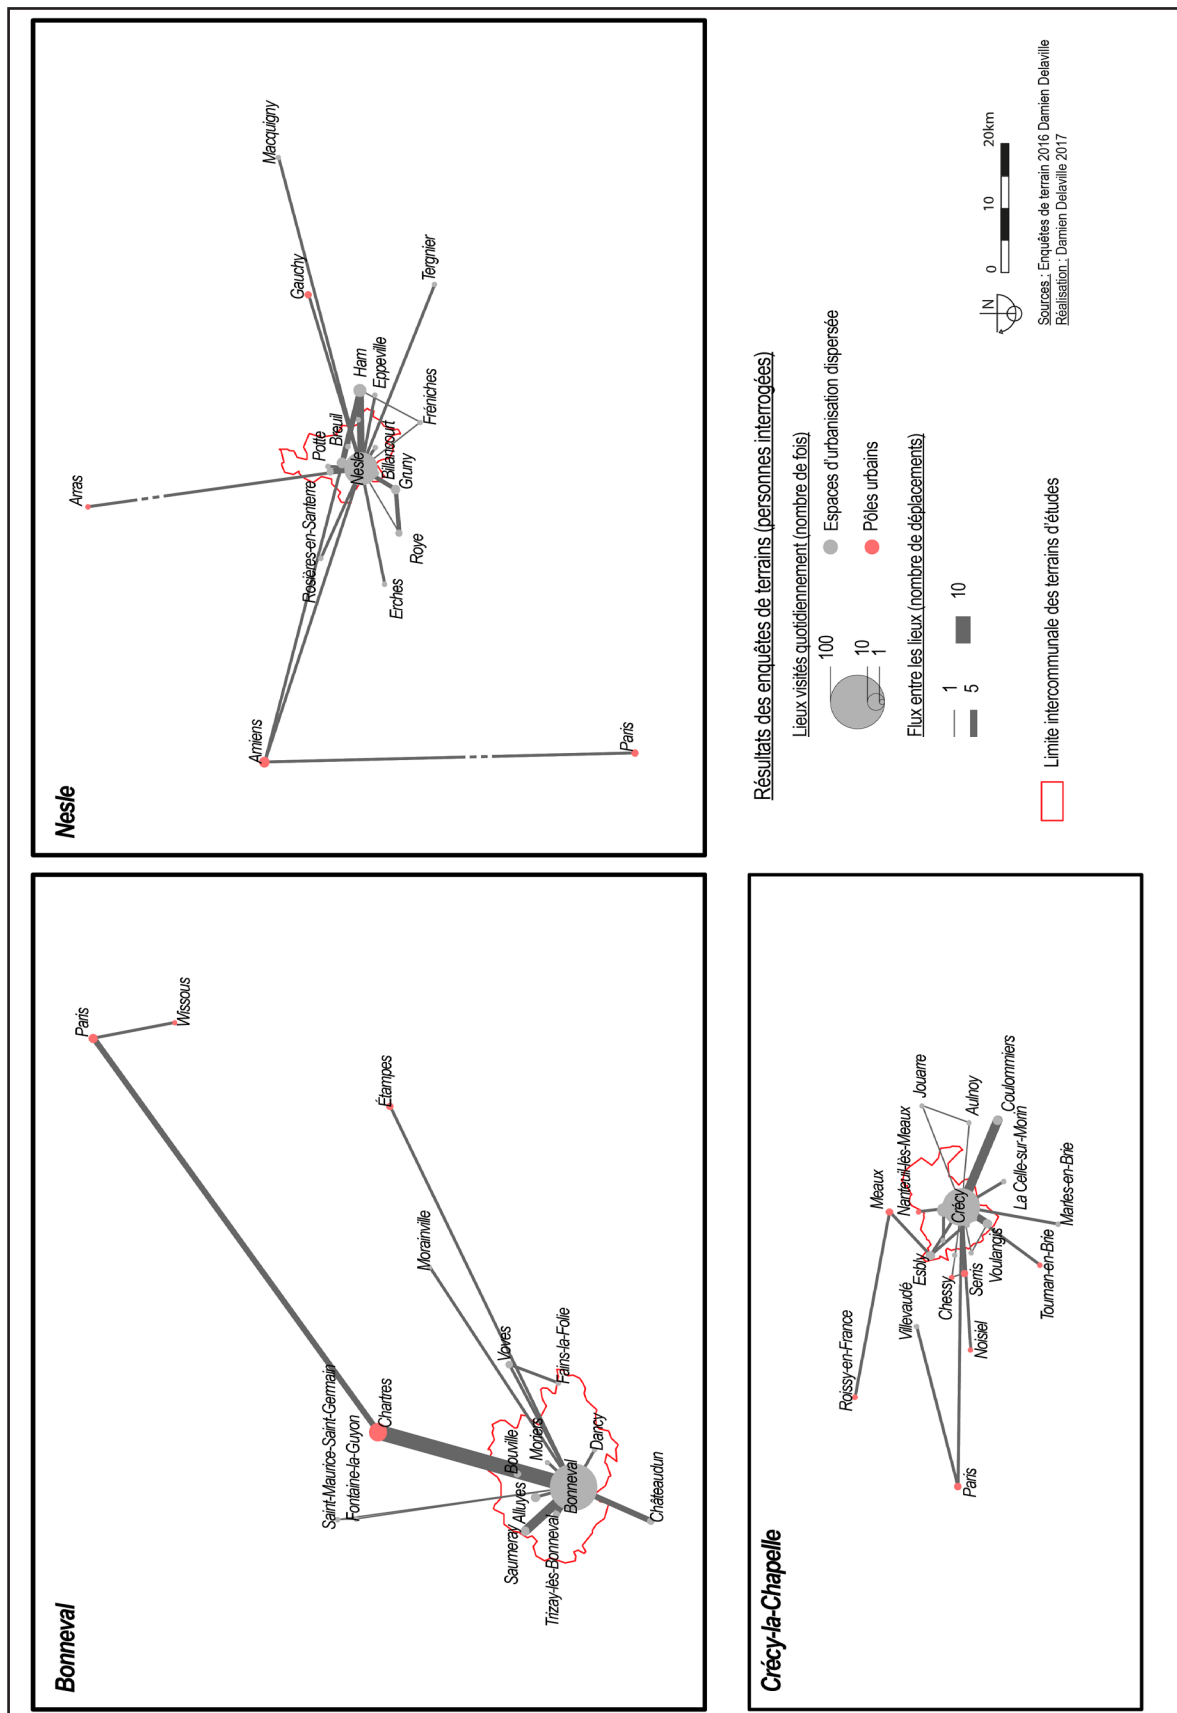 Bonneval
Paris
Wissous
Étampes
Morainville
Saint-Maurice-Saint-Germain
Fontaine-la-Guyon
Chartres
Voves
Fains-la-Folie
Bouville
Moriers
Dancy
Alluyes
Saumeray
Bonneval
Trizay-lès-Bonneval
Châteaudun
Nesle
Arras
Macquigny
Gauchy
Tergnier
Ham
Eppeville
Fréniches
Potte
Breuil
Nesle
Billancourt
Gruny
Rosières-en-Santerre
Roye
Erches
Amiens
Paris
Crécy-la-Chapelle
Roissy-en-France
Meaux
Nanteuil-lès-Meaux
Jouarre
Aulnoy
Coulommiers
La Celle-sur-Morin
Marles-en-Brie
Crécy
Esbly
Villevaudé
Chessy
Serris
Voulangis
Tournan-en-Brie
Noisiel
Paris
Résultats des enquêtes de terrains (personnes interrogées)
Lieux visités quotidiennement (nombre de fois)
100
10
1
Espaces d'urbanisation dispersée
Pôles urbains
Flux entre les lieux (nombre de déplacements)
1
5
10
Limite intercommunale des terrains d'études
N
0 10 20km
Sources : Enquêtes de terrain 2016 Damien Delaville
Réalisation : Damien Delaville 2017